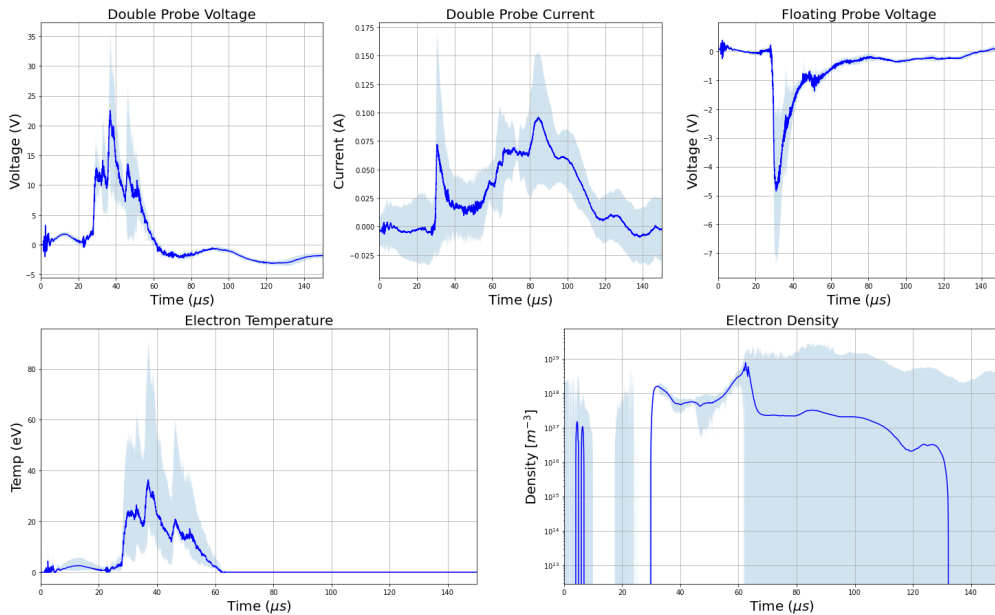 Double Probe Voltage
Voltage (V)
35
30
25
20
15
10
5
0
−5
0 20 40 60 80 100 120 140
Time (μs)
Double Probe Current
Current (A)
0.175
0.150
0.125
0.100
0.075
0.050
0.025
0.000
−0.025
0 20 40 60 80 100 120 140
Time (μs)
Floating Probe Voltage
Voltage (V)
0
−1
−2
−3
−4
−5
−6
−7
0 20 40 60 80 100 120 140
Time (μs)
Electron Temperature
Temp (eV)
80
60
40
20
0
0 20 40 60 80 100 120 140
Time (μs)
Electron Density
Density [m⁻³]
10¹⁹
10¹⁸
10¹⁷
10¹⁶
10¹⁵
10¹⁴
10¹³
0 20 40 60 80 100 120 140
Time (μs)